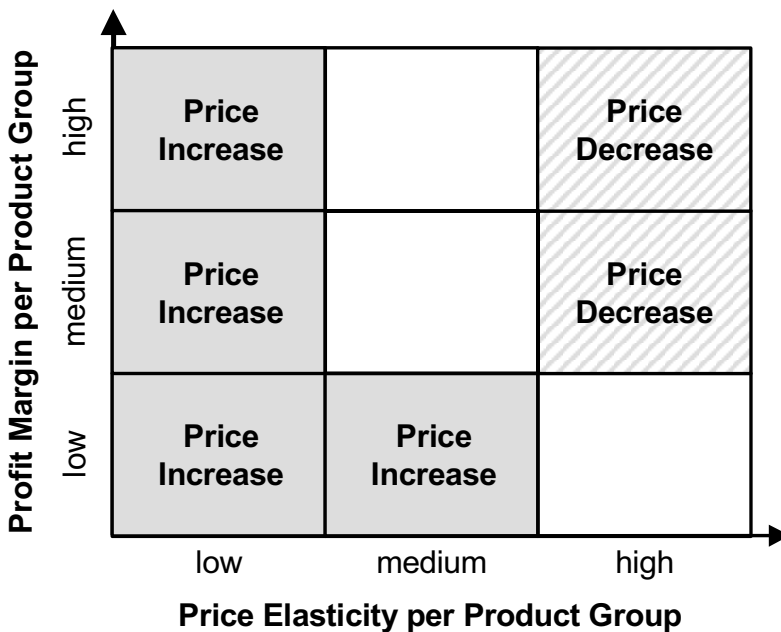 Profit Margin per Product Group
high
Price
Increase
Price
Decrease
medium
Price
Increase
Price
Decrease
low
Price
Increase
Price
Increase
low
medium
high
Price Elasticity per Product Group